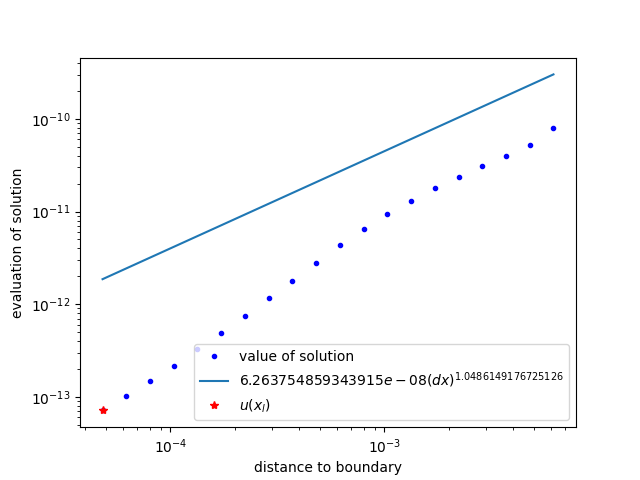 evaluation of solution
10⁻¹⁰
10⁻¹¹
10⁻¹²
10⁻¹³
value of solution
6.263754859343915e − 08(dx)^1.0486149176725126
u(x_l)
10⁻⁴
10⁻³
distance to boundary